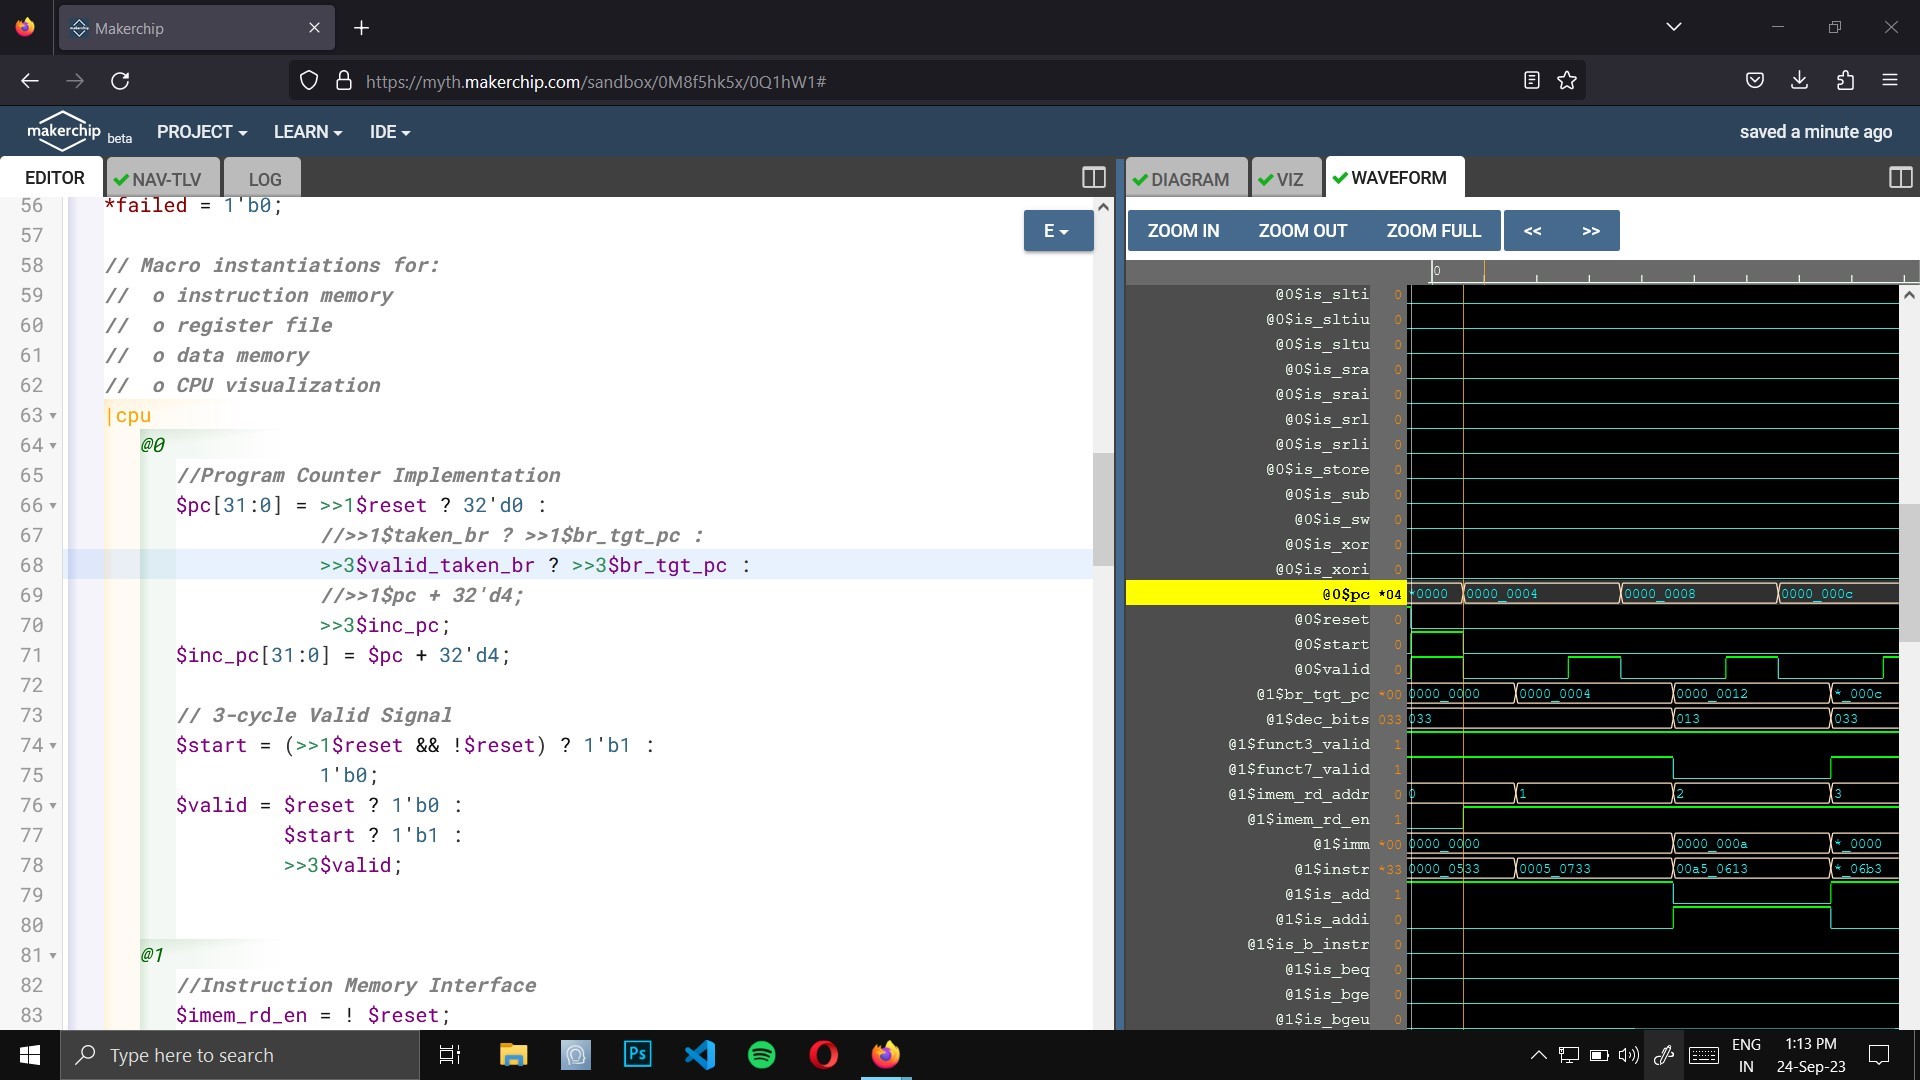 Makerchip
https://myth.makerchip.com/sandbox/0M8f5hk5x/0Q1hW1#
makerchip beta PROJECT LEARN IDE saved a minute ago
EDITOR NAV-TLV LOG
56 *failed = 1'b0;
57
58 // Macro instantiations for:
59 //  o instruction memory
60 //  o register file
61 //  o data memory
62 //  o CPU visualization
63 |cpu
64 @0
65 //Program Counter Implementation
66 $pc[31:0] = >>1$reset ? 32'd0 :
67 //>>1$taken_br ? >>1$br_tgt_pc :
68 >>3$valid_taken_br ? >>3$br_tgt_pc :
69 //>>1$pc + 32'd4;
70 >>3$inc_pc;
71 $inc_pc[31:0] = $pc + 32'd4;
72
73 // 3-cycle Valid Signal
74 $start = (>>1$reset && !$reset) ? 1'b1 :
75 1'b0;
76 $valid = $reset ? 1'b0 :
77 $start ? 1'b1 :
78 >>3$valid;
79
80
81 @1
82 //Instruction Memory Interface
83 $imem_rd_en = ! $reset;
E
DIAGRAM VIZ WAVEFORM
ZOOM IN ZOOM OUT ZOOM FULL << >>
0
@0$is_slti 0
@0$is_sltiu 0
@0$is_sltu 0
@0$is_sra 0
@0$is_srai 0
@0$is_srl 0
@0$is_srli 0
@0$is_store 0
@0$is_sub 0
@0$is_sw 0
@0$is_xor 0
@0$is_xori 0
@0$pc *04 *0000 0000_0004 0000_0008 0000_000c
@0$reset 0
@0$start 0
@0$valid 0
@1$br_tgt_pc *00 0000_0000 0000_0004 0000_0012 *_000c
@1$dec_bits 033 033 013 033
@1$funct3_valid 1
@1$funct7_valid 1
@1$imem_rd_addr 0 0 1 2 3
@1$imem_rd_en 1
@1$imm *00 0000_0000 0000_000a *_0000
@1$instr *33 0000_0533 0005_0733 00a5_0613 *_06b3
@1$is_add 1
@1$is_addi 0
@1$is_b_instr 0
@1$is_beq 0
@1$is_bge 0
@1$is_bgeu 0
Type here to search
Ps
ENG
IN
1:13 PM
24-Sep-23